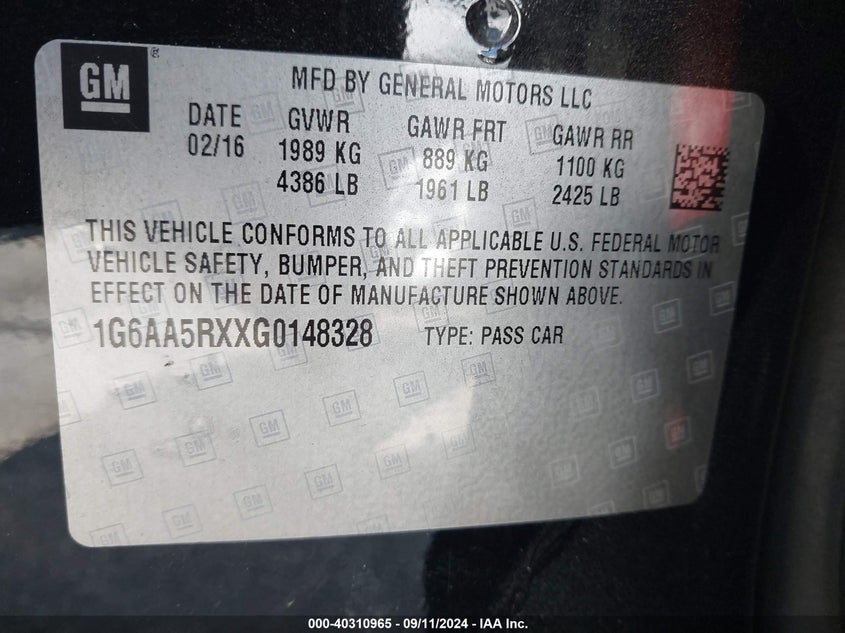 GM ®
MFD BY GENERAL MOTORS LLC
DATE GVWR GAWR FRT GAWR RR
02/16 1989 KG 889 KG 1100 KG
4386 LB 1961 LB 2425 LB
THIS VEHICLE CONFORMS TO ALL APPLICABLE U.S. FEDERAL MOTOR
VEHICLE SAFETY, BUMPER, AND THEFT PREVENTION STANDARDS IN
EFFECT ON THE DATE OF MANUFACTURE SHOWN ABOVE.
1G6AA5RXXG0148328 TYPE: PASS CAR
000-40310965 - 09/11/2024 - IAA Inc.